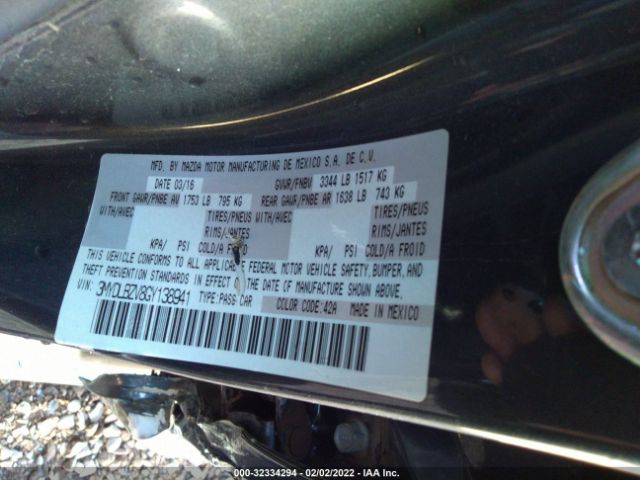 MFD. BY MAZDA MOTOR MANUFACTURING DE MEXICO S.A. DE C.V.
DATE 03/16 GVWR/PNBV 3344 LB 1517 KG
FRONT GAWR/PNBE AV 1753 LB 795 KG REAR GAWR/PNBE AR 1638 LB 743 KG
WITH/AVEC TIRES/PNEUS WITH/AVEC TIRES/PNEUS
RIMS/JANTES RIMS/JANTES
KPA/ PSI COLD/A FROID KPA/ PSI COLD/A FROID
THIS VEHICLE CONFORMS TO ALL APPLICABLE FEDERAL MOTOR VEHICLE SAFETY, BUMPER, AND
THEFT PREVENTION STANDARDS IN EFFECT ON THE DATE OF MANUFACTURE SHOWN ABOVE.
VIN: 3MYDLBZV8GY138941 TYPE: PASS CAR COLOR CODE: 42A MADE IN MEXICO
000-32334294 - 02/02/2022 - IAA Inc.